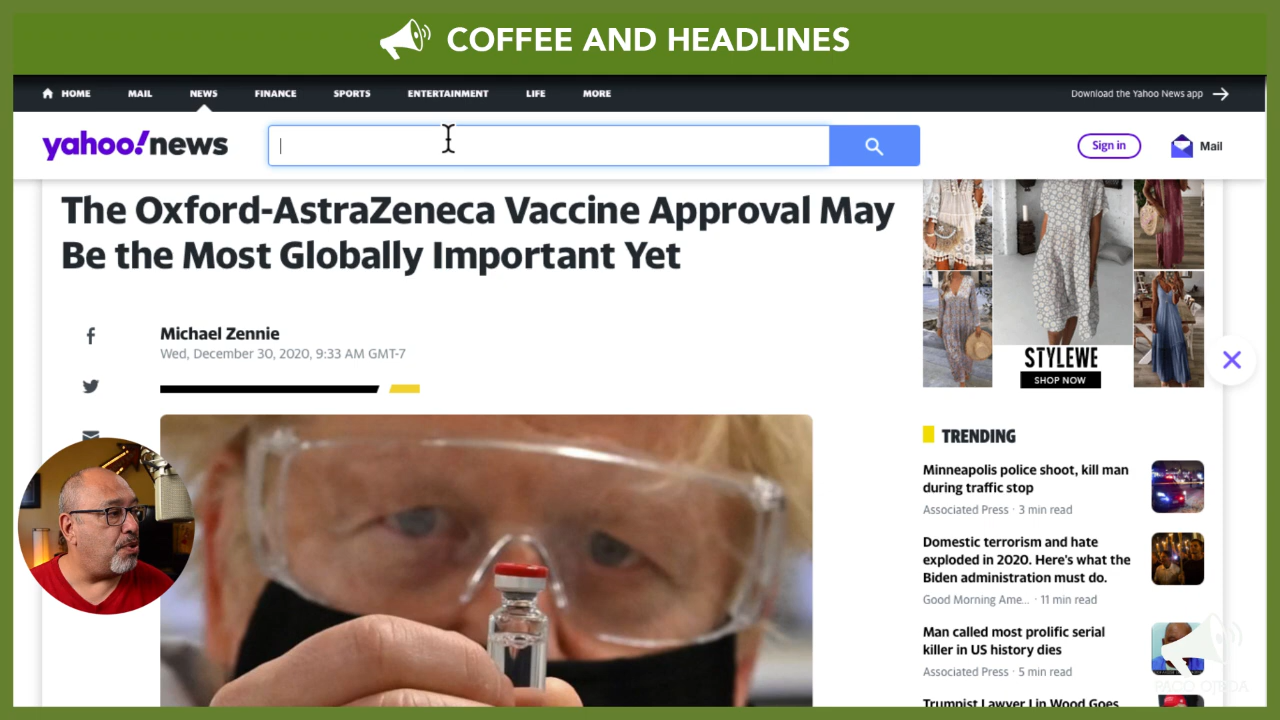 COFFEE AND HEADLINES
HOME MAIL NEWS FINANCE SPORTS ENTERTAINMENT LIFE MORE
Download the Yahoo News app
yahoo!news
Sign in
Mail
The Oxford-AstraZeneca Vaccine Approval May
Be the Most Globally Important Yet
Michael Zennie
Wed, December 30, 2020, 9:33 AM GMT-7
STYLEWE
SHOP NOW
TRENDING
Minneapolis police shoot, kill man
during traffic stop
Associated Press · 3 min read
Domestic terrorism and hate
exploded in 2020. Here's what the
Biden administration must do.
Good Morning Ame... · 11 min read
Man called most prolific serial
killer in US history dies
Associated Press · 5 min read
PACO OJEDA
Trumpist Lawyer Lin Wood Goes